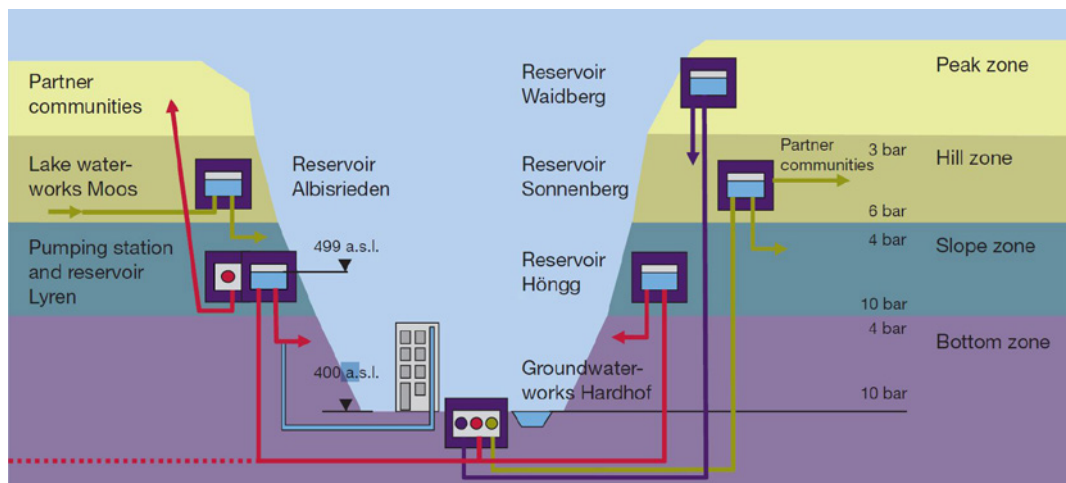 Partner
communities
Lake water-
works Moos
Pumping station
and reservoir
Lyren
Reservoir
Albisrieden
499 a.s.l.
400 a.s.l.
Reservoir
Waidberg
Reservoir
Sonnenberg
Reservoir
Höngg
Groundwater-
works Hardhof
Partner
communities
3 bar
6 bar
4 bar
10 bar
4 bar
10 bar
Peak zone
Hill zone
Slope zone
Bottom zone